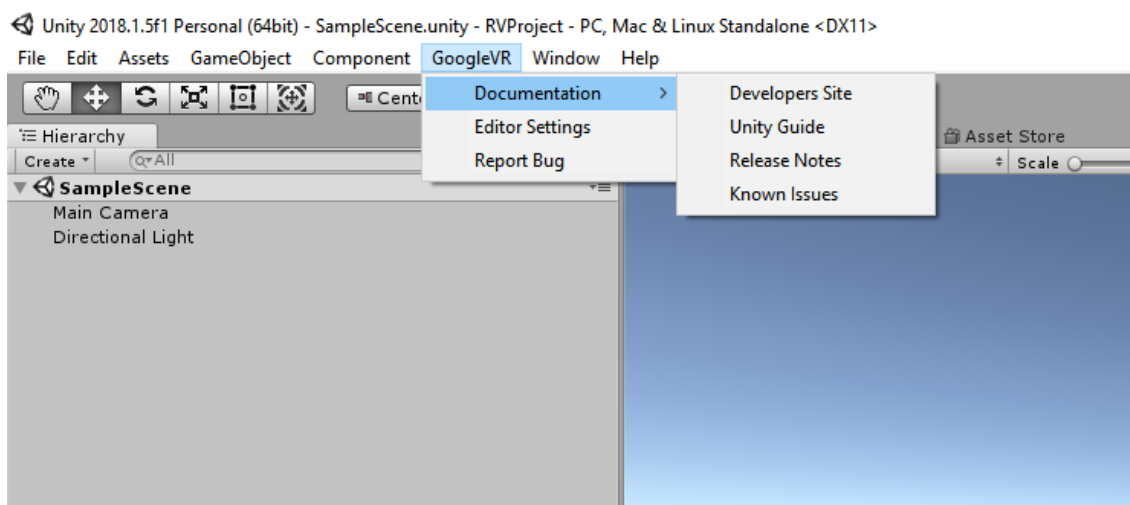 Unity 2018.1.5f1 Personal (64bit) - SampleScene.unity - RVProject - PC, Mac & Linux Standalone <DX11>
File Edit Assets GameObject Component GoogleVR Window Help
Documentation > Developers Site
Editor Settings Unity Guide
Report Bug Release Notes
Known Issues
Hierarchy Asset Store
Create All Scale
SampleScene
Main Camera
Directional Light